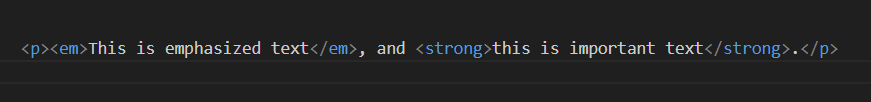 <p><em>This is emphasized text</em>, and <strong>this is important text</strong>.</p>